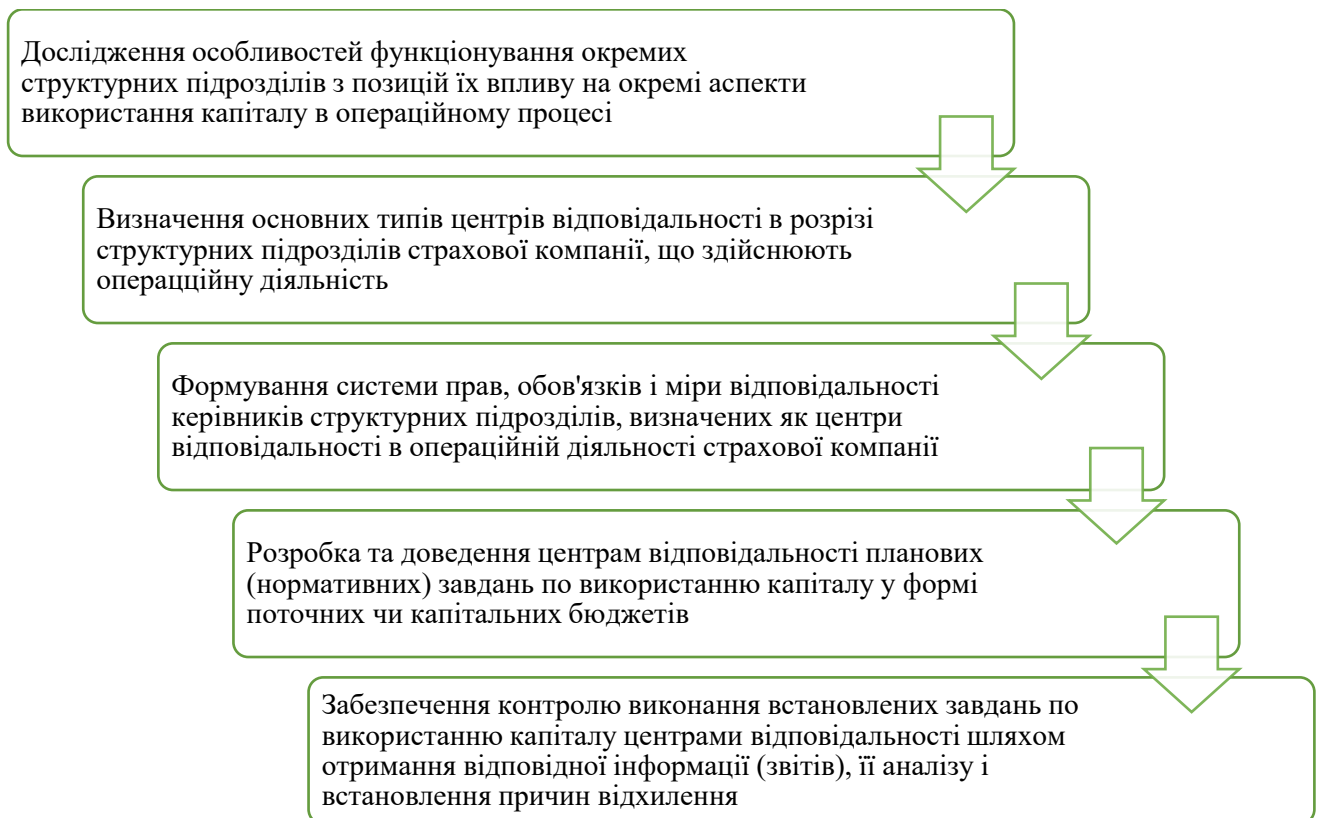 Дослідження особливостей функціонування окремих
структурних підрозділів з позицій їх впливу на окремі аспекти
використання капіталу в операційному процесі
Визначення основних типів центрів відповідальності в розрізі
структурних підрозділів страхової компанії, що здійснюють
операцційну діяльність
Формування системи прав, обов'язків і міри відповідальності
керівників структурних підрозділів, визначених як центри
відповідальності в операційній діяльності страхової компанії
Розробка та доведення центрам відповідальності планових
(нормативних) завдань по використанню капіталу у формі
поточних чи капітальних бюджетів
Забезпечення контролю виконання встановлених завдань по
використанню капіталу центрами відповідальності шляхом
отримання відповідної інформації (звітів), її аналізу і
встановлення причин відхилення